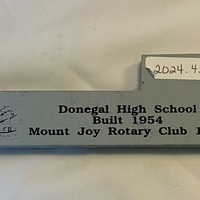 2024.4
Donegal High School
Built 1954
Mount Joy Rotary Club